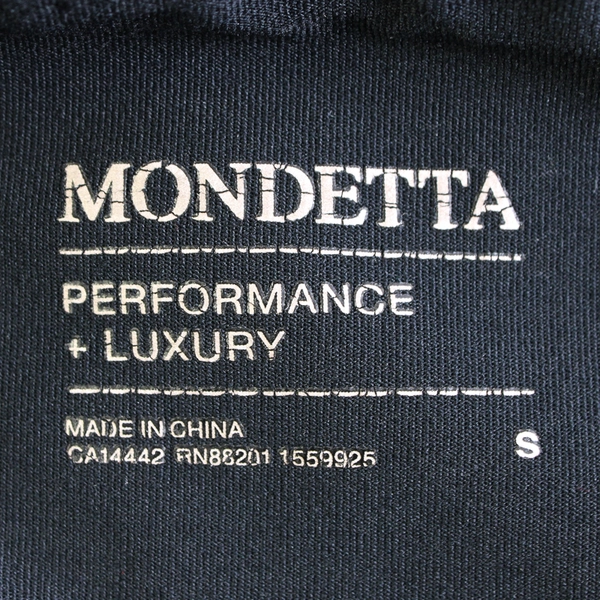 MONDETTA
PERFORMANCE
+ LUXURY
MADE IN CHINA
CA14442 RN88201 1559925
S